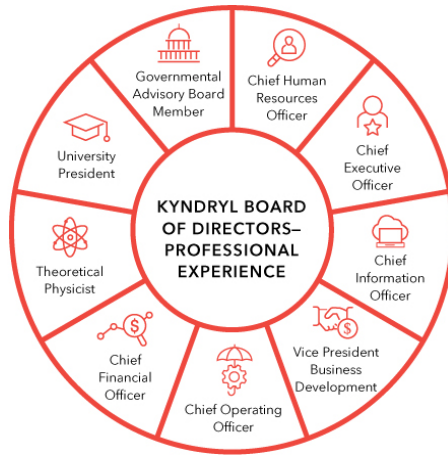 KYNDRYL BOARD
OF DIRECTORS—
PROFESSIONAL
EXPERIENCE
Governmental
Advisory Board
Member
Chief Human
Resources
Officer
Chief
Executive
Officer
Chief
Information
Officer
Vice President
Business
Development
Chief Operating
Officer
Chief
Financial
Officer
Theoretical
Physicist
University
President